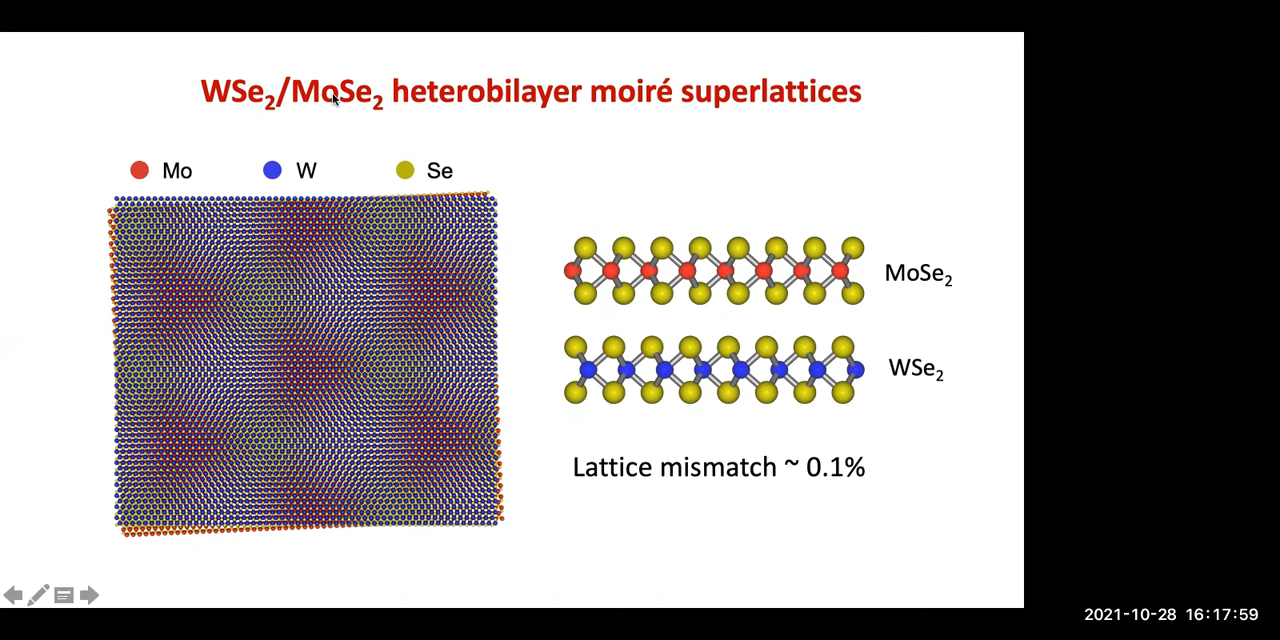 WSe₂/MoSe₂ heterobilayer moiré superlattices
Mo
W
Se
MoSe₂
WSe₂
Lattice mismatch ~ 0.1%
2021-10-28 16:17:59